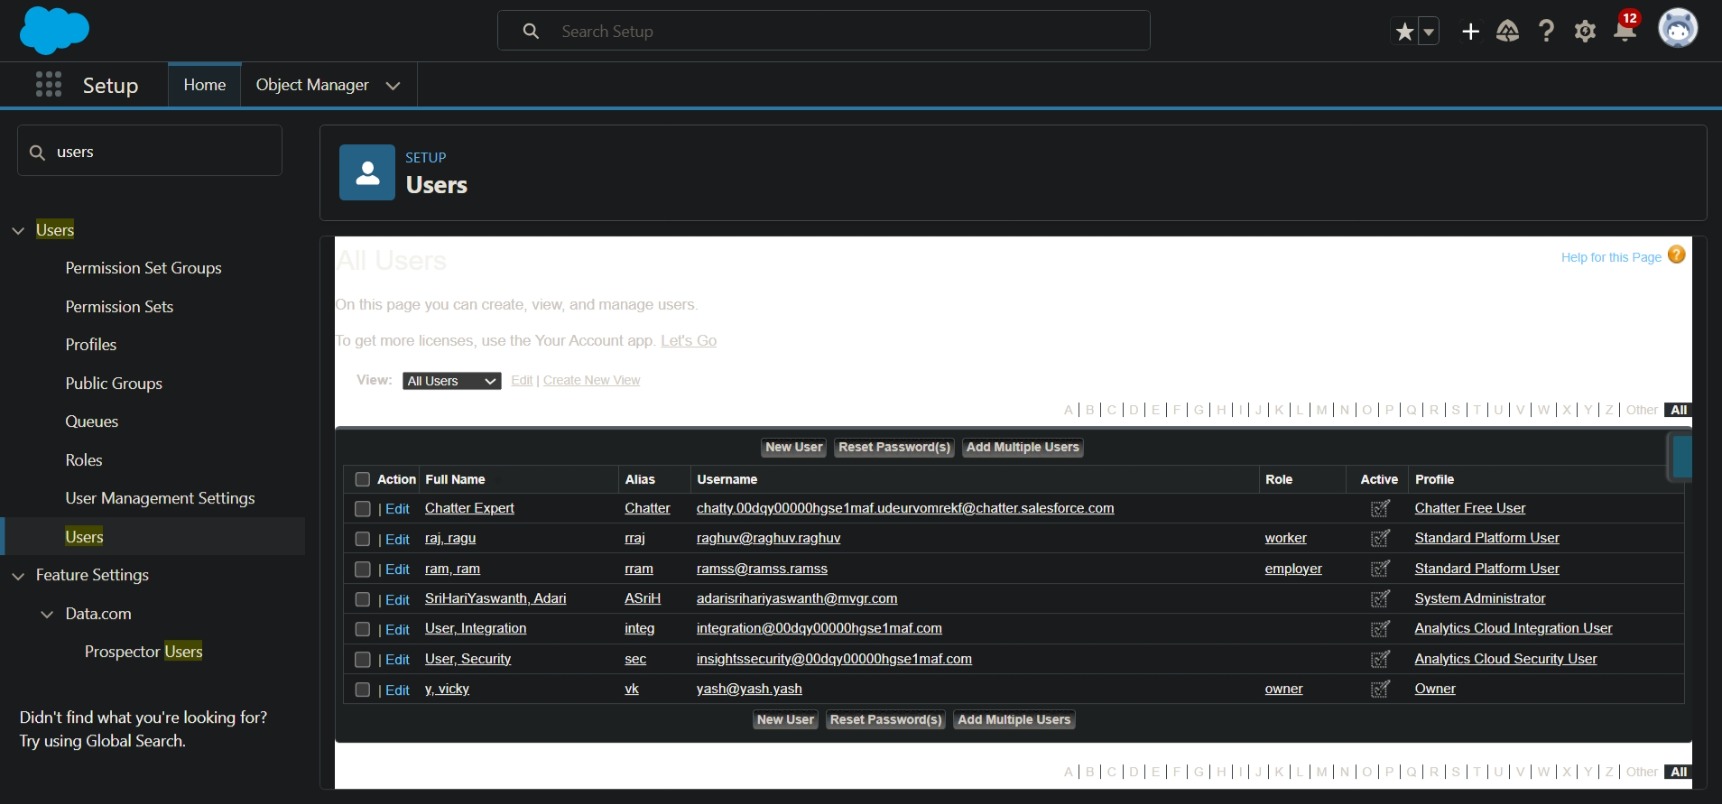 Search Setup
12
Setup
Home
Object Manager
users
SETUP
Users
Users
Permission Set Groups
Permission Sets
Profiles
Public Groups
Queues
Roles
User Management Settings
Users
Feature Settings
Data.com
Prospector Users
Didn't find what you're looking for?
Try using Global Search.
All Users
Help for this Page ?
On this page you can create, view, and manage users.
To get more licenses, use the Your Account app. Let's Go
View: All Users Edit | Create New View
A | B | C | D | E | F | G | H | I | J | K | L | M | N | O | P | Q | R | S | T | U | V | W | X | Y | Z | Other All
New User Reset Password(s) Add Multiple Users
Action Full Name Alias Username Role Active Profile
| Edit Chatter Expert Chatter chatty.00dqy00000hgse1maf.udeurvomrekf@chatter.salesforce.com Chatter Free User
| Edit raj, ragu rraj raghuv@raghuv.raghuv worker Standard Platform User
| Edit ram, ram rram ramss@ramss.ramss employer Standard Platform User
| Edit SriHariYaswanth, Adari ASriH adarisrihariyaswanth@mvgr.com System Administrator
| Edit User, Integration integ integration@00dqy00000hgse1maf.com Analytics Cloud Integration User
| Edit User, Security sec insightssecurity@00dqy00000hgse1maf.com Analytics Cloud Security User
| Edit y, vicky vk yash@yash.yash owner Owner
New User Reset Password(s) Add Multiple Users
A | B | C | D | E | F | G | H | I | J | K | L | M | N | O | P | Q | R | S | T | U | V | W | X | Y | Z | Other All